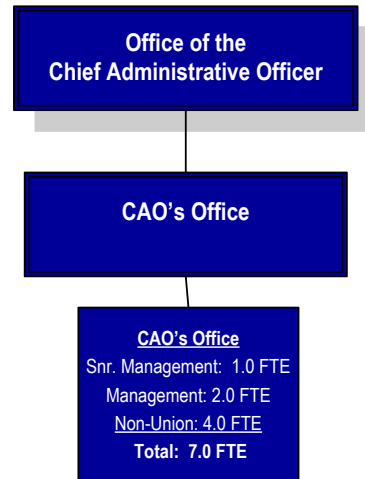 Office of the
Chief Administrative Officer
CAO's Office
CAO's Office
Snr. Management: 1.0 FTE
Management: 2.0 FTE
Non-Union: 4.0 FTE
Total: 7.0 FTE